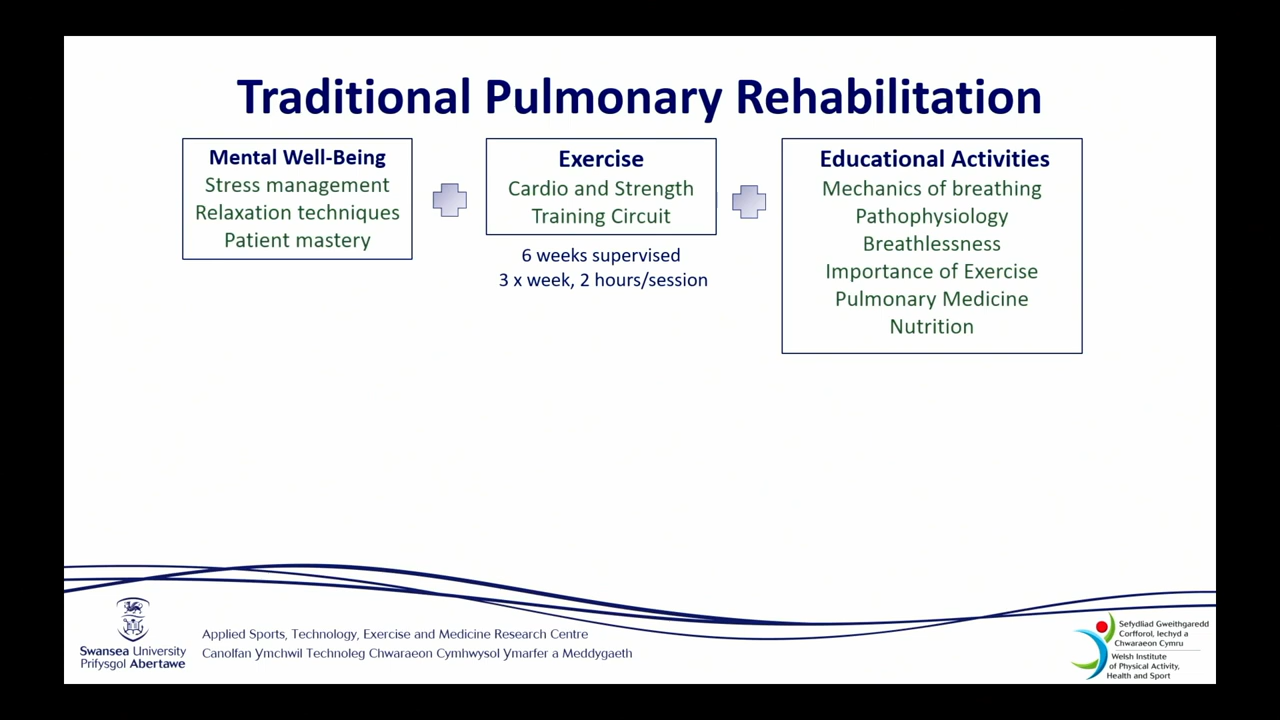 Traditional Pulmonary Rehabilitation
Mental Well-Being
Stress management
Relaxation techniques
Patient mastery
Exercise
Cardio and Strength
Training Circuit
6 weeks supervised
3 x week, 2 hours/session
Educational Activities
Mechanics of breathing
Pathophysiology
Breathlessness
Importance of Exercise
Pulmonary Medicine
Nutrition
Swansea University
Prifysgol Abertawe
Applied Sports, Technology, Exercise and Medicine Research Centre
Canolfan Ymchwil Technoleg Chwaraeon Cymhwysol Ymarfer a Meddygaeth
Sefydliad Gweithgaredd
Corfforol, Iechyd a
Chwaraeon Cymru
Welsh Institute
of Physical Activity,
Health and Sport